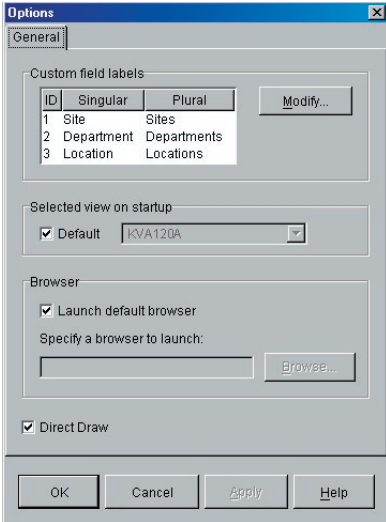 Options
General
Custom field labels
ID Singular Plural
1 Site Sites
2 Department Departments
3 Location Locations
Modify...
Selected view on startup
Default KVA120A
Browser
Launch default browser
Specify a browser to launch:
Browse...
Direct Draw
OK Cancel Apply Help